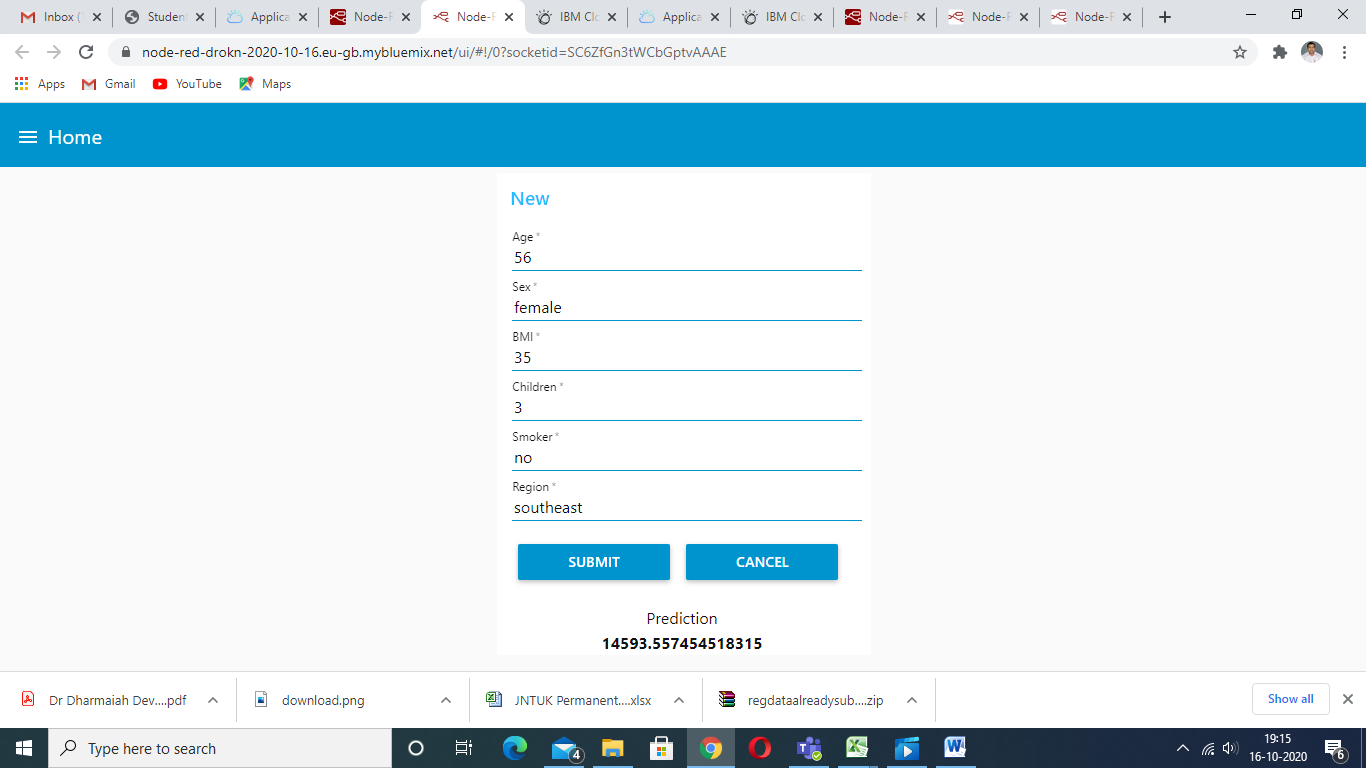 Inbox (
Student
Applica
Node-F
Node-F
IBM Clo
Applica
IBM Clo
Node-F
Node-F
Node-F
node-red-drokn-2020-10-16.eu-gb.mybluemix.net/ui/#!/0?socketid=SC6ZfGn3tWCbGptvAAAE
Apps Gmail YouTube Maps
Home
New
Age *
56
Sex *
female
BMI *
35
Children *
3
Smoker *
no
Region *
southeast
SUBMIT CANCEL
Prediction
14593.557454518315
Dr Dharmaiah Dev....pdf
download.png
JNTUK Permanent....xlsx
regdataalreadysub....zip
Show all
Type here to search
4
19:15
16-10-2020
6